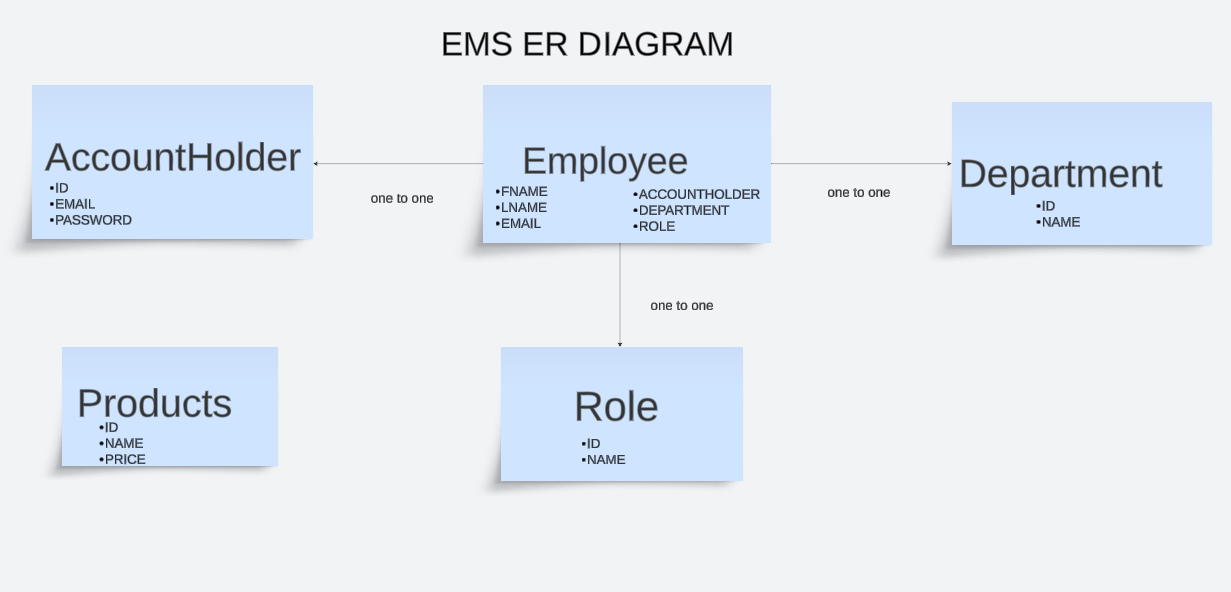 EMS ER DIAGRAM
AccountHolder
•ID
•EMAIL
•PASSWORD
one to one
Employee
•FNAME
•LNAME
•EMAIL
•ACCOUNTHOLDER
•DEPARTMENT
•ROLE
one to one
Department
•ID
•NAME
one to one
Products
•ID
•NAME
•PRICE
Role
•ID
•NAME